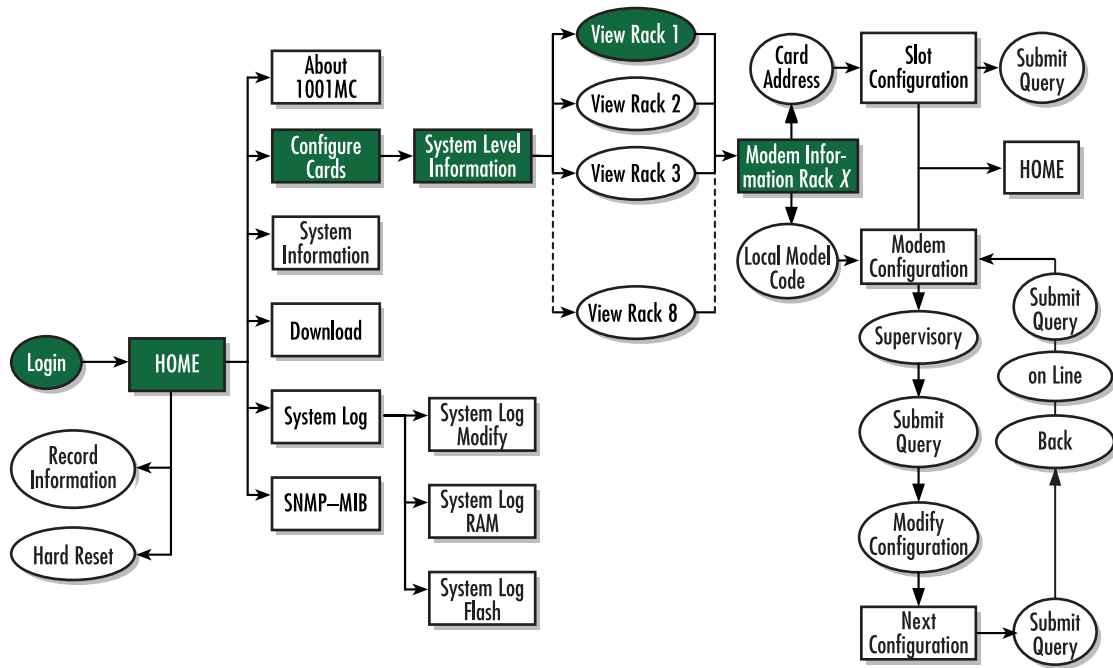 Login
HOME
Record
Information
Hard Reset
About
1001MC
Configure
Cards
System
Information
Download
System Log
SNMP–MIB
System Log
Modify
System Log
RAM
System Log
Flash
System Level
Information
View Rack 1
View Rack 2
View Rack 3
View Rack 8
Modem Infor-
mation Rack X
Card
Address
Local Model
Code
Slot
Configuration
Submit
Query
HOME
Modem
Configuration
Supervisory
Submit
Query
Modify
Configuration
Next
Configuration
Submit
Query
Back
on Line
Submit
Query